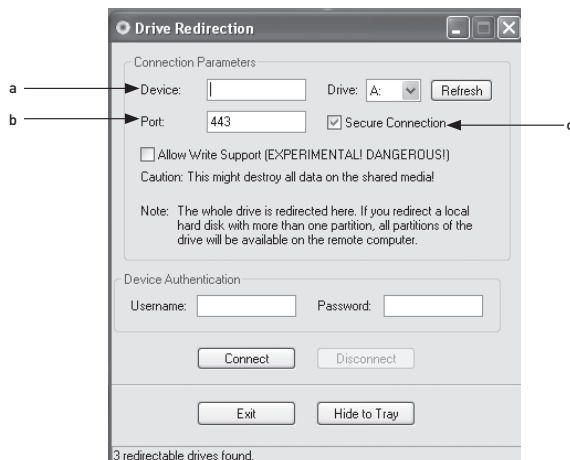 Drive Redirection
Connection Parameters
a Device: Drive: A: Refresh
b Port: 443 Secure Connection
Allow Write Support (EXPERIMENTAL! DANGEROUS!)
Caution: This might destroy all data on the shared media!
Note: The whole drive is redirected here. If you redirect a local
hard disk with more than one partition, all partitions of the
drive will be available on the remote computer.
Device Authentication
Username: Password:
Connect Disconnect
Exit Hide to Tray
3 redirectable drives found.